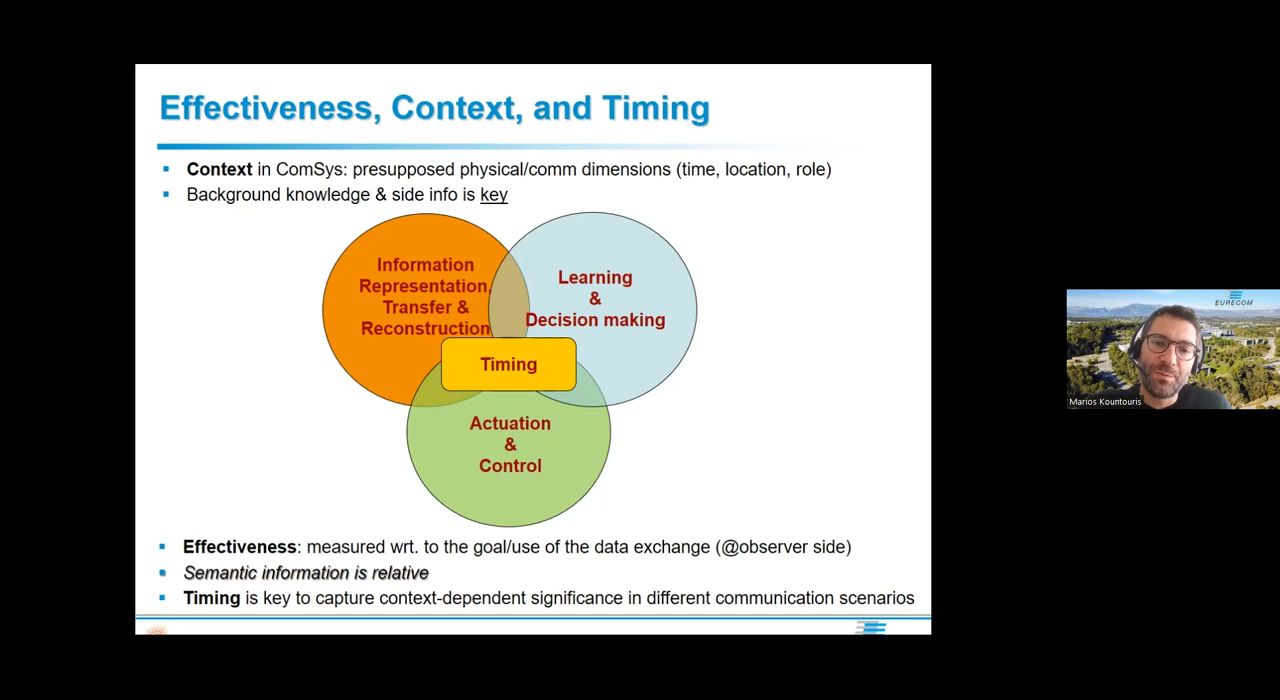 Effectiveness, Context, and Timing
Context in ComSys: presupposed physical/comm dimensions (time, location, role)
Background knowledge & side info is key
Information
Representation,
Transfer &
Reconstruction
Learning
&
Decision making
Timing
Actuation
&
Control
Effectiveness: measured wrt. to the goal/use of the data exchange (@observer side)
Semantic information is relative
Timing is key to capture context-dependent significance in different communication scenarios
EURECOM
Marios Kountouris